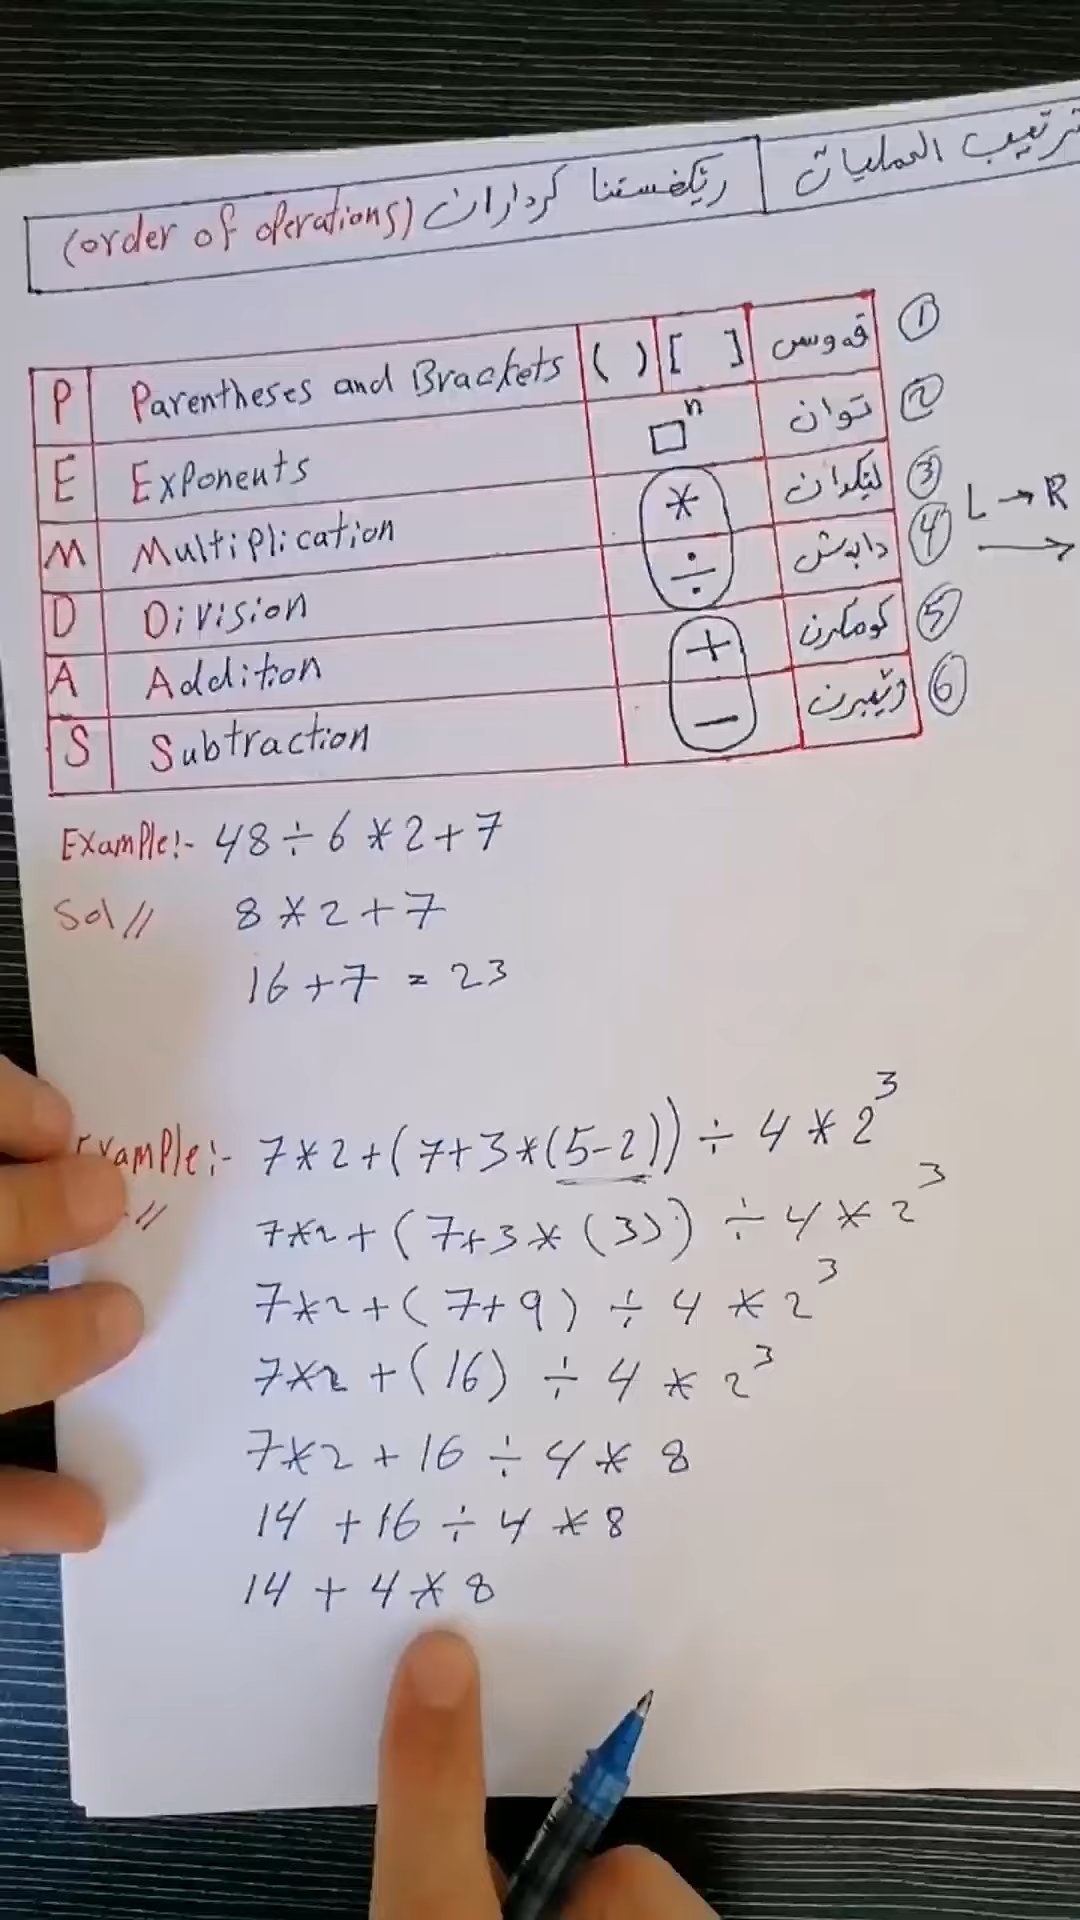 ترتيب العمليات
ریکخستنا کرداران (order of operations)
P Parentheses and Brackets ( ) [ ] قەوس ①
E Exponents □ⁿ توان ②
M Multiplication * لێکدان ③
D Division ÷ دابەش ④
L → R
A Addition + کومکرن ⑤
S Subtraction − ژێبرن ⑥
Example:- 48 ÷ 6 * 2 + 7
Sol // 8 * 2 + 7
16 + 7 = 23
Example:- 7 * 2 + (7 + 3 * (5 - 2)) ÷ 4 * 2³
// 7 * 2 + (7 + 3 * (3)) ÷ 4 * 2³
7 * 2 + (7 + 9) ÷ 4 * 2³
7 * 2 + (16) ÷ 4 * 2³
7 * 2 + 16 ÷ 4 * 8
14 + 16 ÷ 4 * 8
14 + 4 * 8